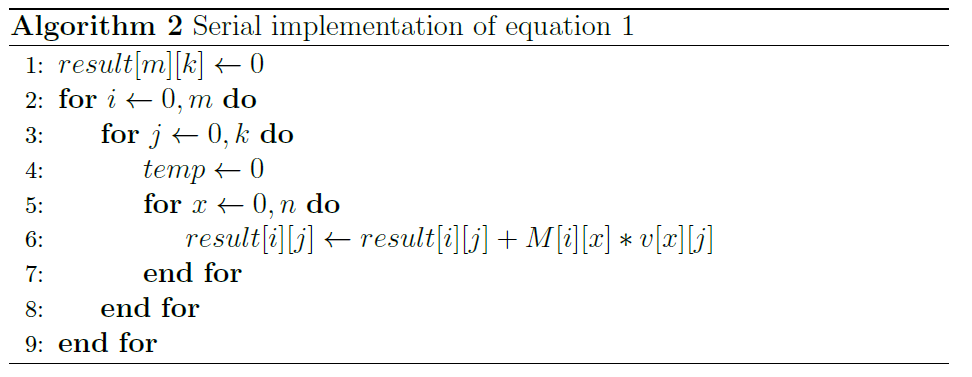 Algorithm 2 Serial implementation of equation 1
1: result[m][k] ← 0
2: for i ← 0, m do
3: for j ← 0, k do
4: temp ← 0
5: for x ← 0, n do
6: result[i][j] ← result[i][j] + M[i][x] * v[x][j]
7: end for
8: end for
9: end for